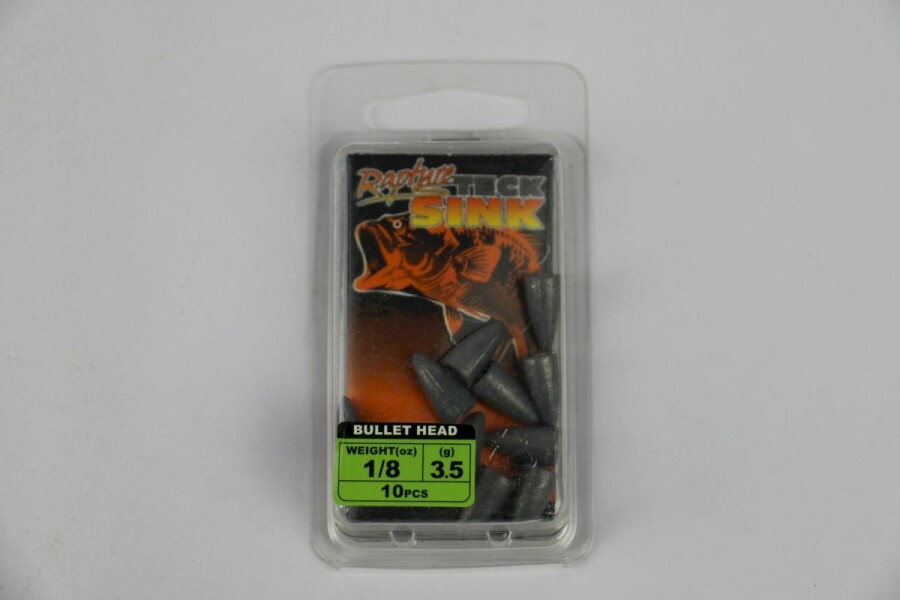 Rapture TECK
SINK
BULLET HEAD
WEIGHT(oz) (g)
1/8 3.5
10PCS